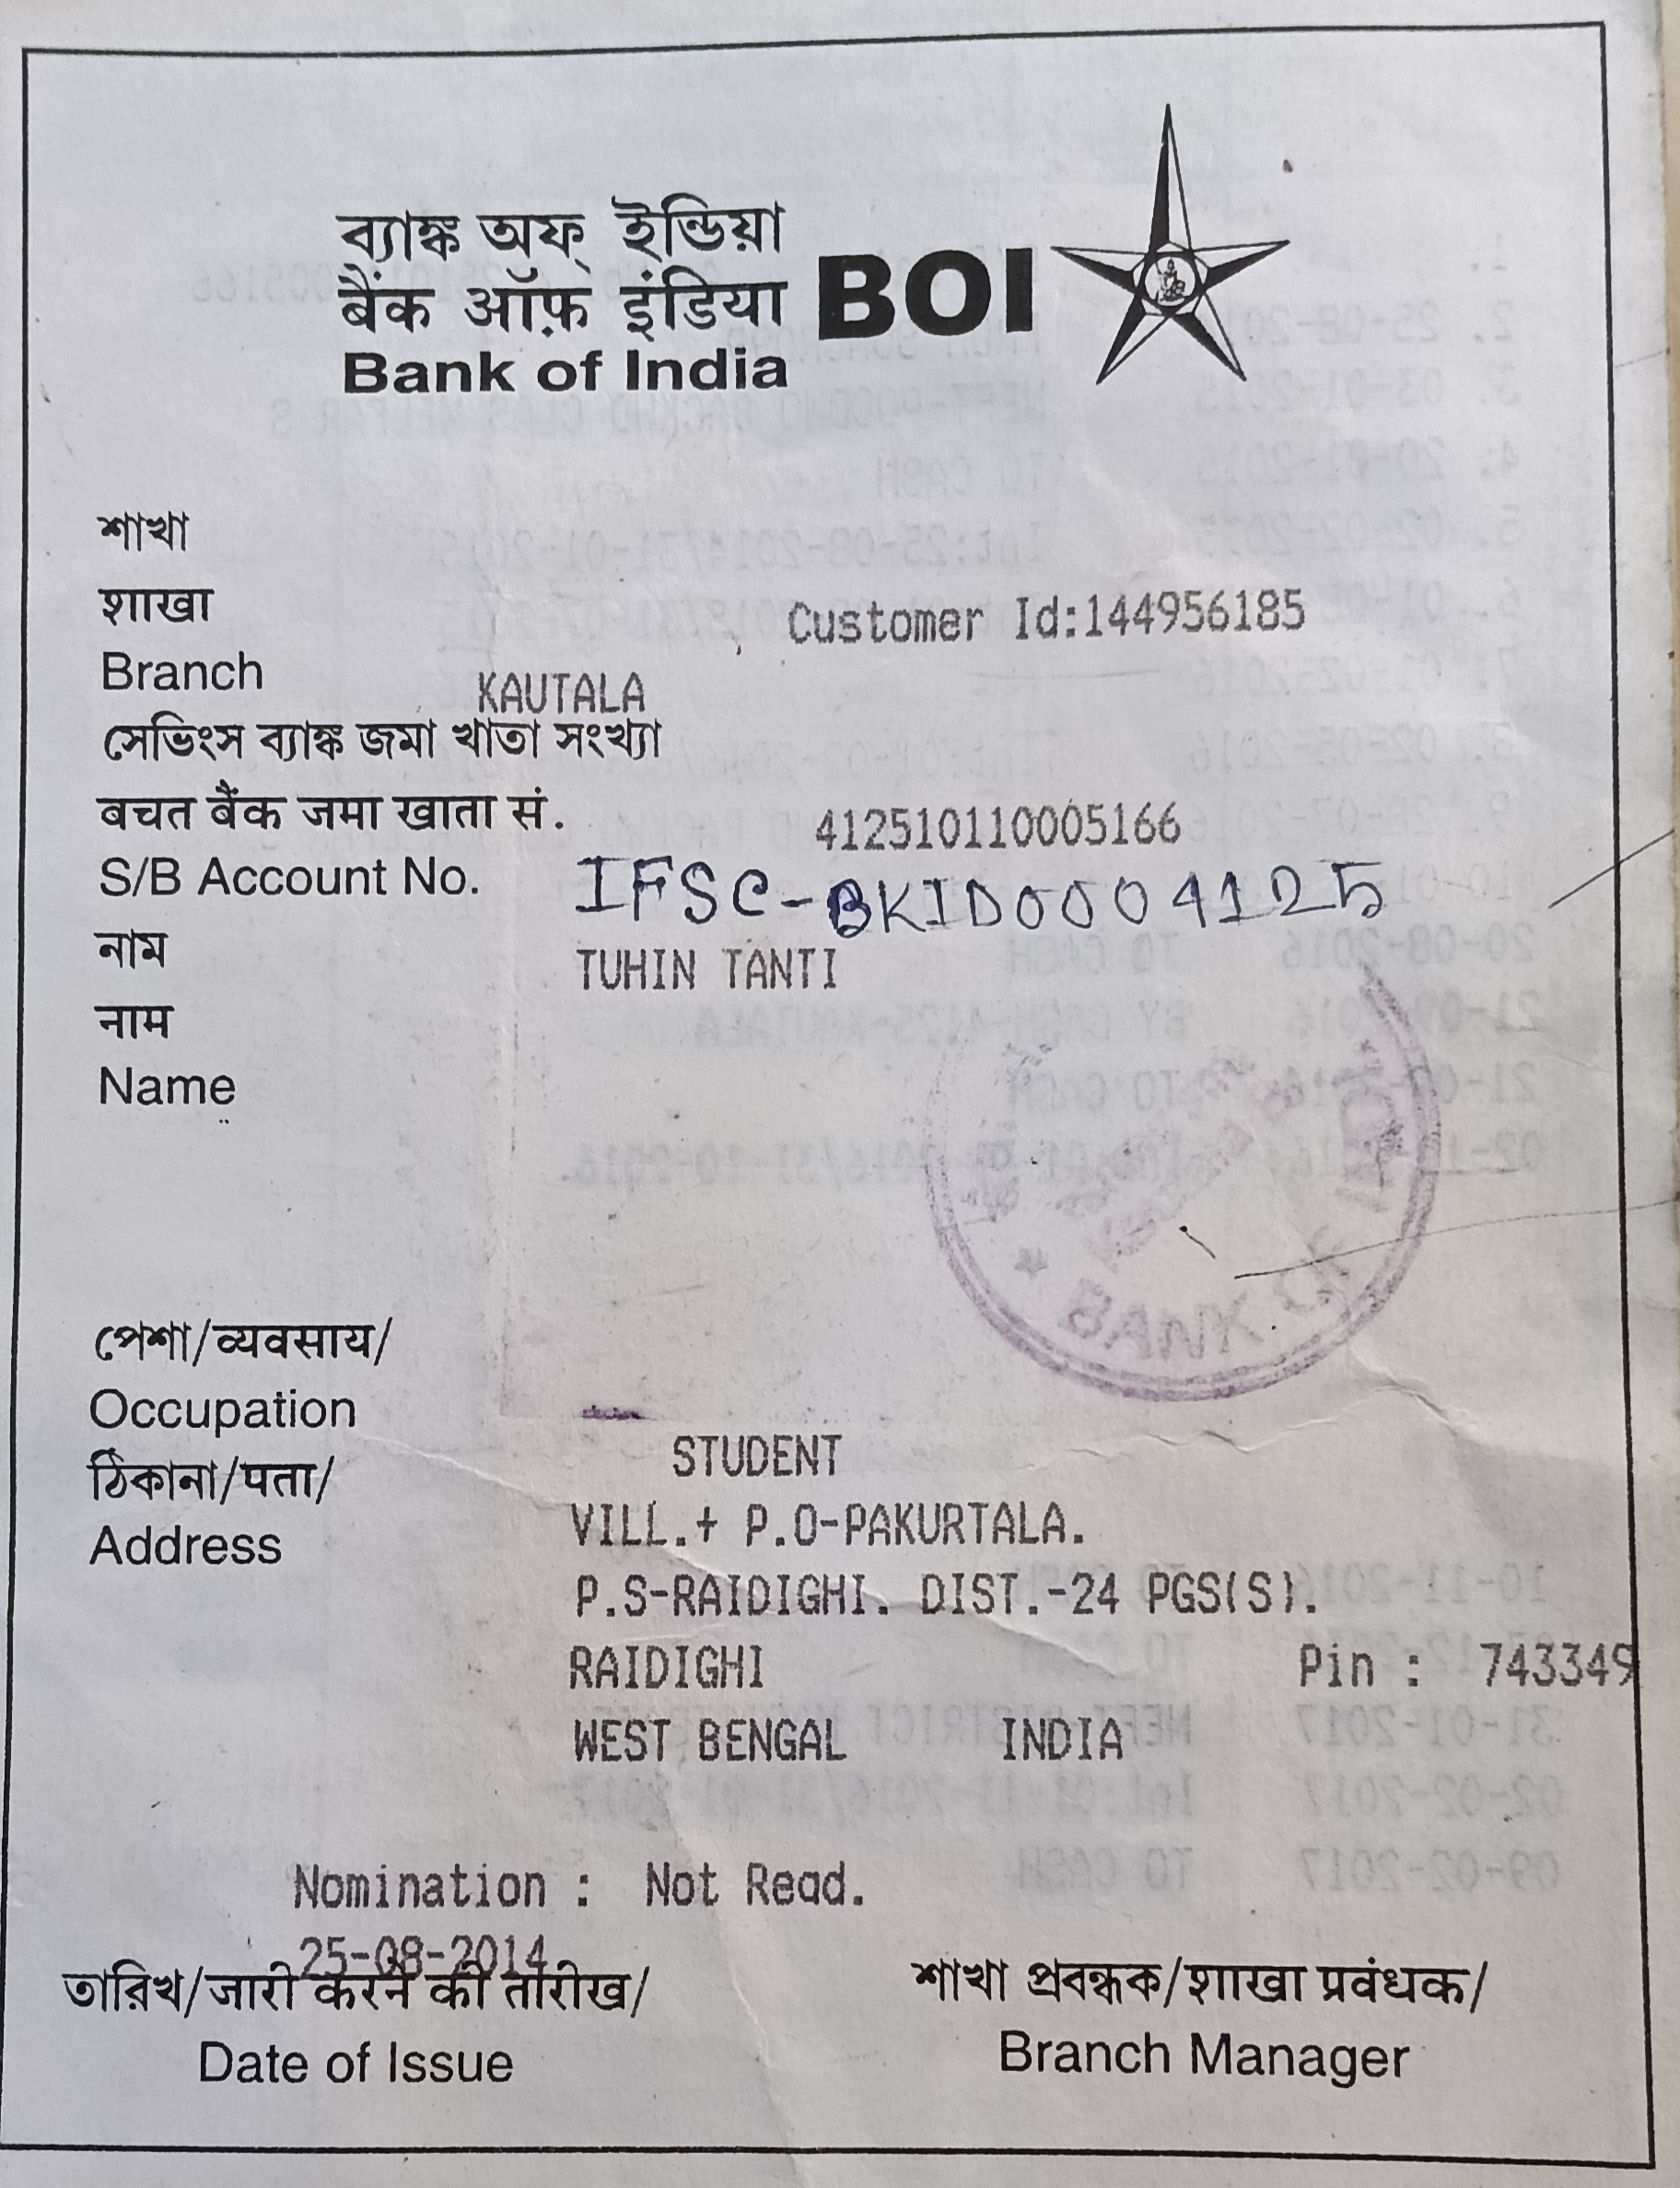 ব্যাঙ্ক অফ্ ইন্ডিয়া
बैंक ऑफ़ इंडिया
Bank of India
BOI
শাখা
शाखा
Customer Id:144956185
Branch
KAUTALA
সেভিংস ব্যাঙ্ক জমা খাতা সংখ্যা
बचत बैंक जमा खाता सं.
412510110005166
S/B Account No.
IFSC-BKID0004125
নাম
TUHIN TANTI
नाम
Name
BANK OF
পেশা/व्यवसाय/
Occupation
STUDENT
ঠিকানা/पता/
VILL.+ P.O-PAKURTALA.
Address
P.S-RAIDIGHI. DIST.-24 PGS(S).
RAIDIGHI Pin : 743349
WEST BENGAL INDIA
Nomination : Not Read.
25-08-2014
তারিখ/जारी करने की तारीख/
Date of Issue
শাখা প্রবন্ধক/शाखा प्रबंधक/
Branch Manager